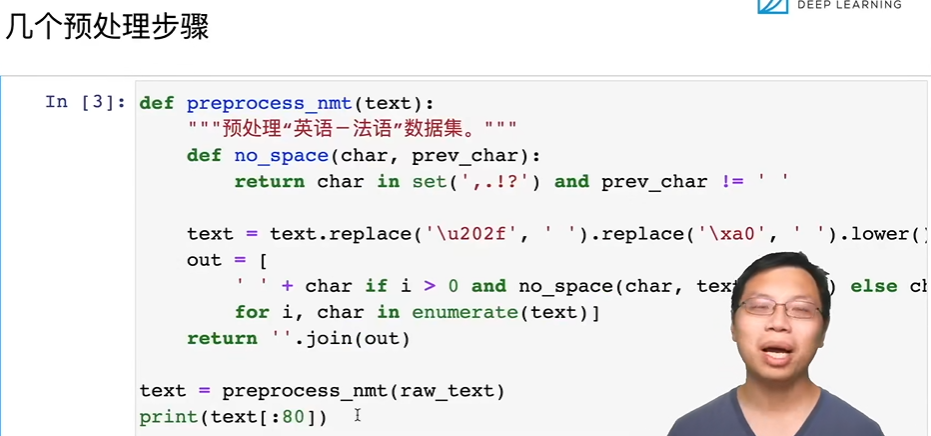 DEEP LEARNING
几个预处理步骤
In [3]: def preprocess_nmt(text):
"""预处理“英语－法语”数据集。"""
def no_space(char, prev_char):
return char in set(',.!?') and prev_char != ' '
text = text.replace('\u202f', ' ').replace('\xa0', ' ').lower()
out = [
' ' + char if i > 0 and no_space(char, tex ) else ch
for i, char in enumerate(text)]
return ''.join(out)
text = preprocess_nmt(raw_text)
print(text[:80])